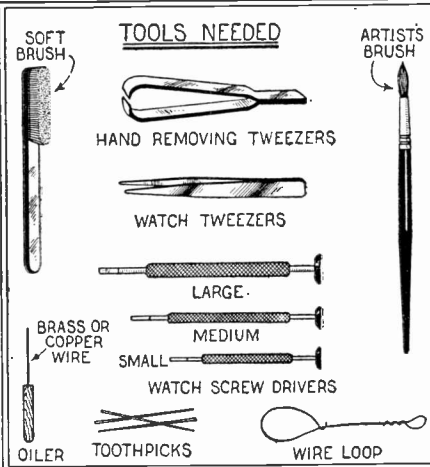 TOOLS NEEDED
SOFT
BRUSH
ARTIST'S
BRUSH
HAND REMOVING TWEEZERS
WATCH TWEEZERS
LARGE.
MEDIUM
SMALL
WATCH SCREW DRIVERS
BRASS OR
COPPER
WIRE
OILER
TOOTHPICKS
WIRE LOOP